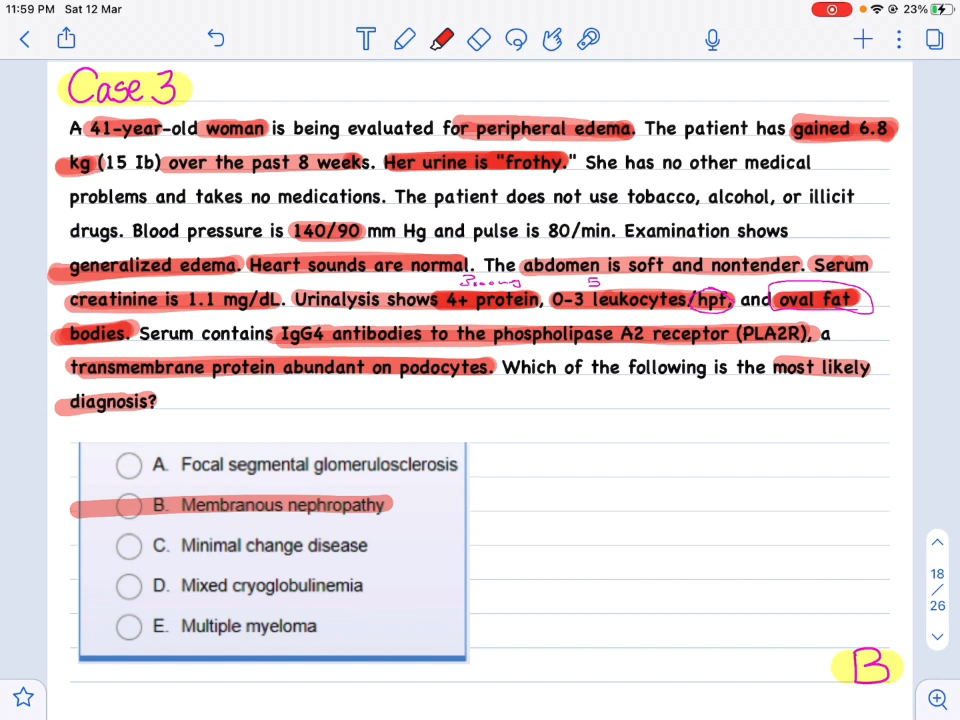 11:59 PM Sat 12 Mar 23%
Case 3
A 41-year-old woman is being evaluated for peripheral edema. The patient has gained 6.8
kg (15 Ib) over the past 8 weeks. Her urine is "frothy." She has no other medical
problems and takes no medications. The patient does not use tobacco, alcohol, or illicit
drugs. Blood pressure is 140/90 mm Hg and pulse is 80/min. Examination shows
generalized edema. Heart sounds are normal. The abdomen is soft and nontender. Serum
5
creatinine is 1.1 mg/dL. Urinalysis shows 4+ protein, 0-3 leukocytes/hpf, and oval fat
bodies. Serum contains IgG4 antibodies to the phospholipase A2 receptor (PLA2R), a
transmembrane protein abundant on podocytes. Which of the following is the most likely
diagnosis?
A. Focal segmental glomerulosclerosis
B. Membranous nephropathy
C. Minimal change disease
D. Mixed cryoglobulinemia
E. Multiple myeloma
18
/
26
B